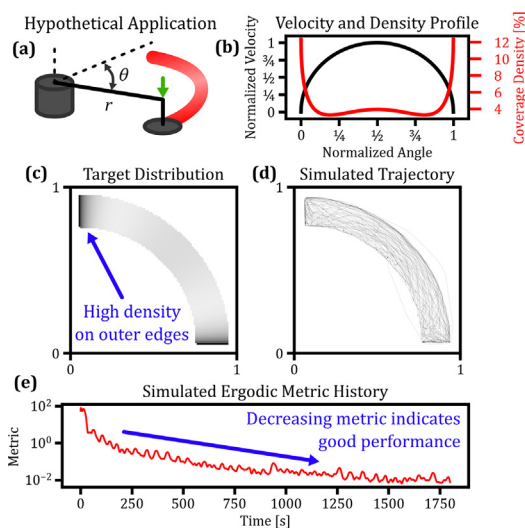 Hypothetical Application
(a)
θ
r
(b)
Velocity and Density Profile
Normalized Velocity
1
¾
½
¼
0
12
10
8
6
4
Coverage Density [%]
0 ¼ ½ ¾ 1
Normalized Angle
(c)
Target Distribution
1
High density
on outer edges
0
1
(d)
Simulated Trajectory
1
0
1
(e)
Simulated Ergodic Metric History
Metric
10²
10⁰
10⁻²
Decreasing metric indicates
good performance
0 250 500 750 1000 1250 1500 1750
Time [s]